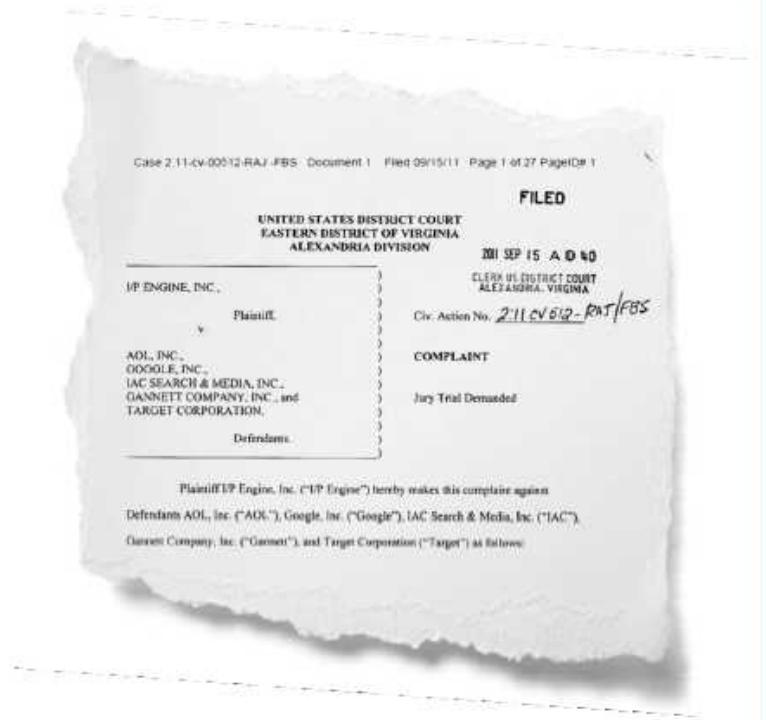 Case 2:11-cv-00512-RAJ -FBS Document 1 Filed 09/15/11 Page 1 of 27 PageID# 1
FILED
UNITED STATES DISTRICT COURT
EASTERN DISTRICT OF VIRGINIA
ALEXANDRIA DIVISION
2011 SEP 15 A 0 40
CLERK US DISTRICT COURT
ALEXANDRIA, VIRGINIA
I/P ENGINE, INC.,
Plaintiff,
v.
Civ. Action No. 2:11 CV 512-RAJ/FBS
AOL, INC.,
GOOGLE, INC.,
IAC SEARCH & MEDIA, INC.,
GANNETT COMPANY, INC., and
TARGET CORPORATION,
Defendants.
COMPLAINT
Jury Trial Demanded
Plaintiff I/P Engine, Inc. ("I/P Engine") hereby makes this complaint against
Defendants AOL, Inc. ("AOL"), Google, Inc. ("Google"), IAC Search & Media, Inc. ("IAC"),
Gannett Company, Inc. ("Gannett"), and Target Corporation ("Target") as follows: